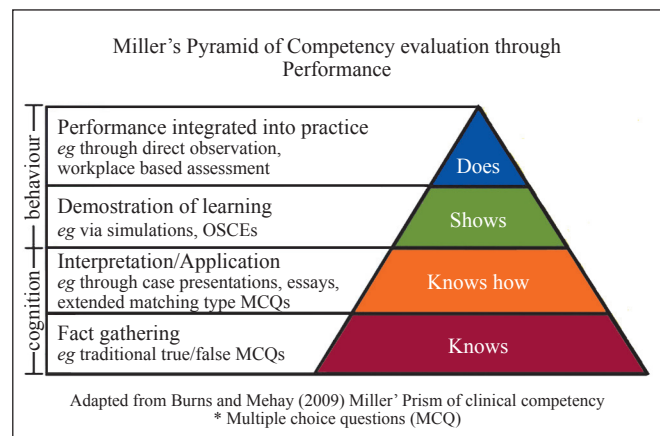 Miller’s Pyramid of Competency evaluation through
Performance
behaviour
Performance integrated into practice
eg through direct observation,
workplace based assessment
Does
Demostration of learning
eg via simulations, OSCEs
Shows
cognition
Interpretation/Application
eg through case presentations, essays,
extended matching type MCQs
Knows how
Fact gathering
eg traditional true/false MCQs
Knows
Adapted from Burns and Mehay (2009) Miller’ Prism of clinical competency
* Multiple choice questions (MCQ)